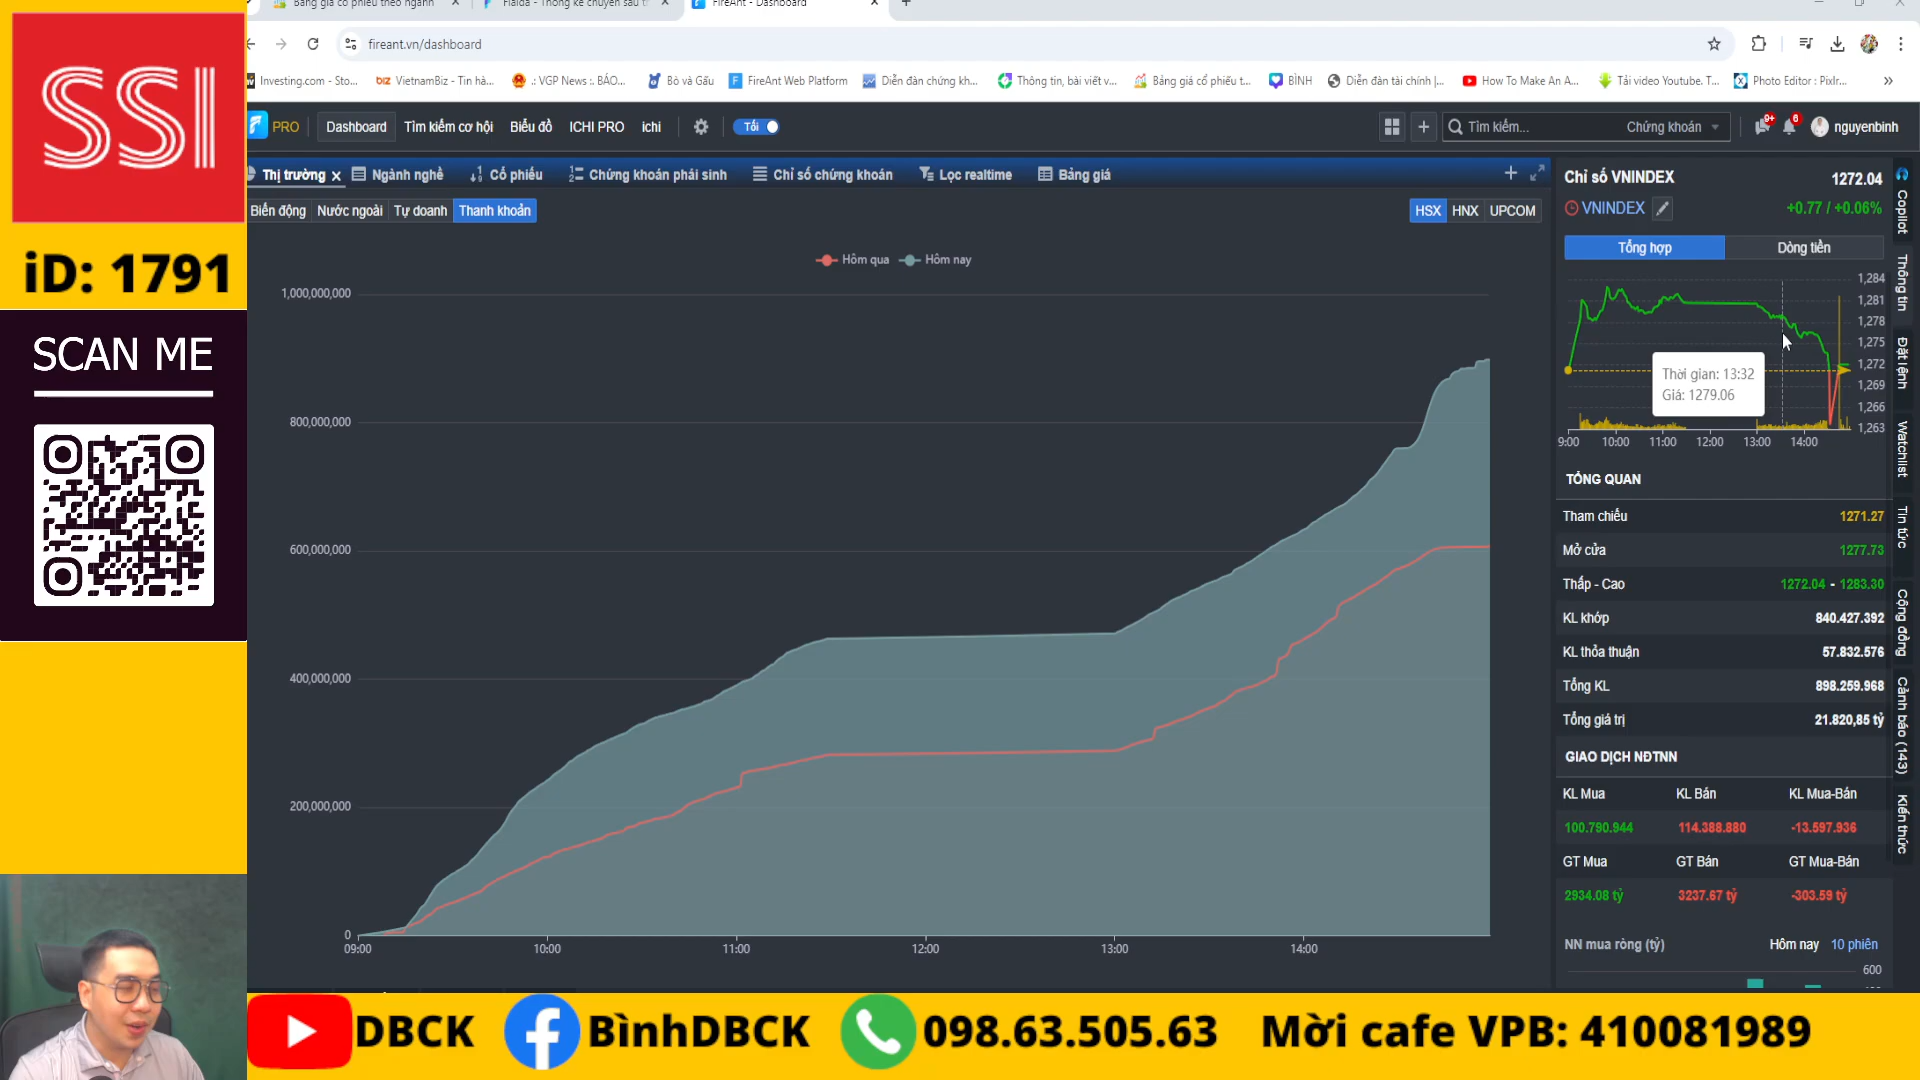 SSI
iD: 1791
SCAN ME
Bảng giá cổ phiếu theo ngành
Fialda - Thống kê chuyên sâu t
FireAnt - Dashboard
fireant.vn/dashboard
Investing.com - Sto...
VietnamBiz - Tin hà...
.: VGP News :. BÁO...
Bò và Gấu
FireAnt Web Platform
Diễn đàn chứng kh...
Thông tin, bài viết v...
Bảng giá cổ phiếu t...
BÌNH
Diễn đàn tài chính |...
How To Make An A...
Tải video Youtube. T...
Photo Editor : Pixlr...
PRO
Dashboard
Tìm kiếm cơ hội
Biểu đồ
ICHI PRO
ichi
Tối
Tìm kiếm...
Chứng khoán
9+
6
nguyenbinh
Thị trường x
Ngành nghề
Cổ phiếu
Chứng khoán phái sinh
Chỉ số chứng khoán
Lọc realtime
Bảng giá
Biến động
Nước ngoài
Tự doanh
Thanh khoản
HSX
HNX
UPCOM
Hôm qua
Hôm nay
1,000,000,000
800,000,000
600,000,000
400,000,000
200,000,000
0
09:00
10:00
11:00
12:00
13:00
14:00
Chỉ số VNINDEX
1272.04
VNINDEX
+0.77 / +0.06%
Tổng hợp
Dòng tiền
1,284
1,281
1,278
1,275
1,272
1,269
1,266
1,263
Thời gian: 13:32
Giá: 1279.06
9:00
10:00
11:00
12:00
13:00
14:00
TỔNG QUAN
Tham chiếu
1271.27
Mở cửa
1277.73
Thấp - Cao
1272.04 - 1283.30
KL khớp
840.427.392
KL thỏa thuận
57.832.576
Tổng KL
898.259.968
Tổng giá trị
21.820,85 tỷ
GIAO DỊCH NĐTNN
KL Mua
KL Bán
KL Mua-Bán
100.790.944
114.388.880
-13.597.936
GT Mua
GT Bán
GT Mua-Bán
2934.08 tỷ
3237.67 tỷ
-303.59 tỷ
NN mua ròng (tỷ)
Hôm nay
10 phiên
600
Copilot
Thông tin
Đặt lệnh
Watchlist
Tin tức
Cộng đồng
Cảnh báo (143)
Kiến thức
DBCK
BìnhDBCK
098.63.505.63
Mời cafe VPB: 410081989